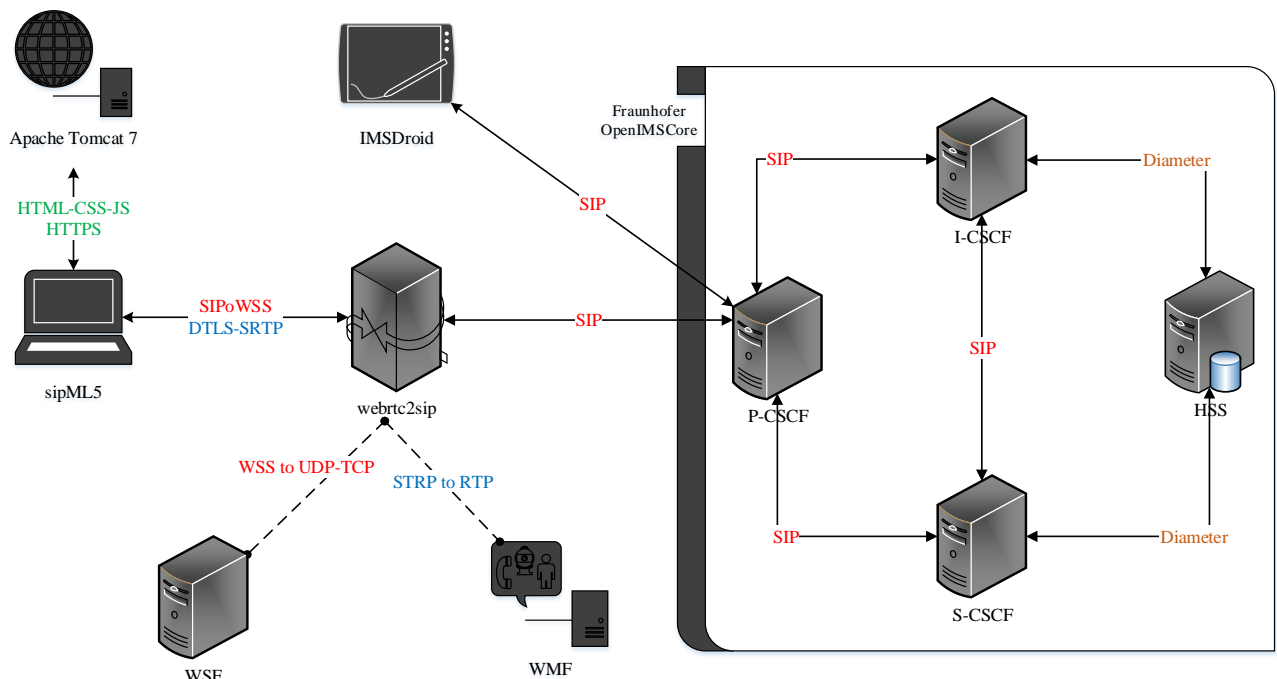 Apache Tomcat 7
HTML-CSS-JS
HTTPS
sipML5
SIPoWSS
DTLS-SRTP
webrtc2sip
WSS to UDP-TCP
STRP to RTP
WSF
WMF
IMSDroid
SIP
SIP
Fraunhofer
OpenIMSCore
SIP
I-CSCF
Diameter
P-CSCF
SIP
HSS
SIP
S-CSCF
Diameter